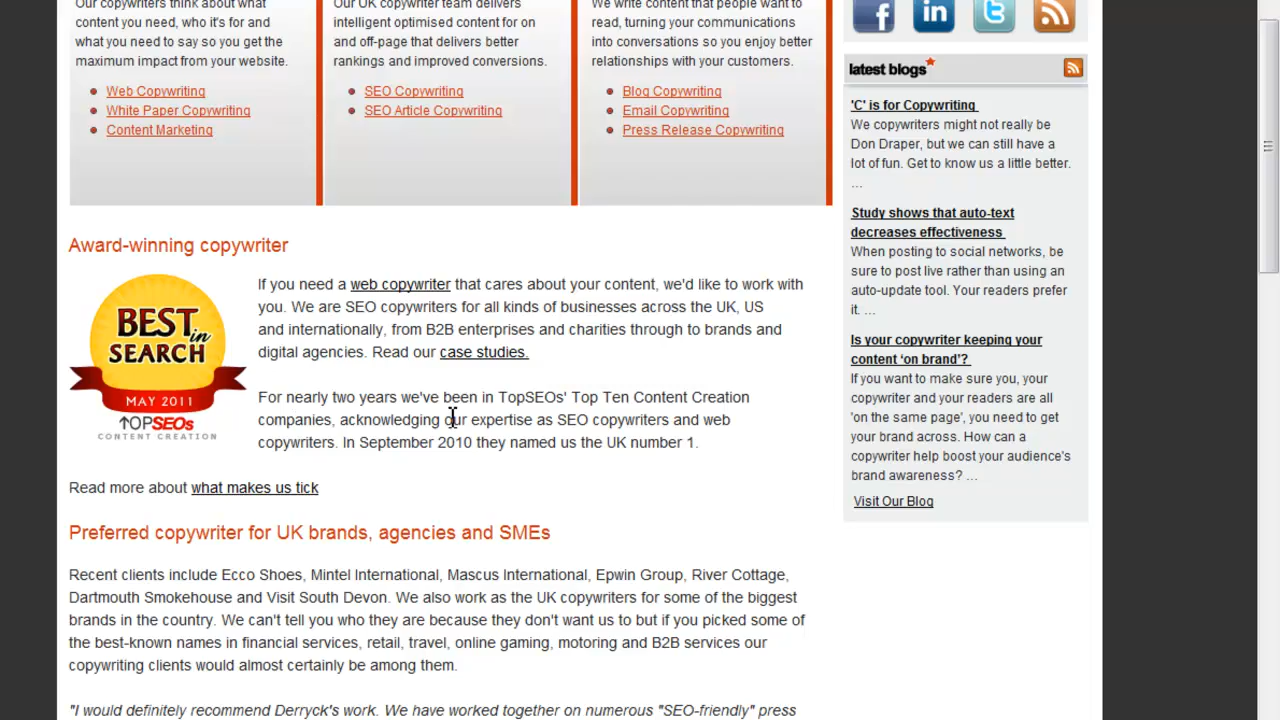 Our copywriters think about what
content you need, who it's for and
what you need to say so you get the
maximum impact from your website.
Web Copywriting
White Paper Copywriting
Content Marketing
Our UK copywriter team delivers
intelligent optimised content for on
and off-page that delivers better
rankings and improved conversions.
SEO Copywriting
SEO Article Copywriting
We write content that people want to
read, turning your communications
into conversations so you enjoy better
relationships with your customers.
Blog Copywriting
Email Copywriting
Press Release Copywriting
Award-winning copywriter
BEST in
SEARCH
MAY 2011
TOPSEOs
CONTENT CREATION
If you need a web copywriter that cares about your content, we'd like to work with
you. We are SEO copywriters for all kinds of businesses across the UK, US
and internationally, from B2B enterprises and charities through to brands and
digital agencies. Read our case studies.
For nearly two years we've been in TopSEOs' Top Ten Content Creation
companies, acknowledging our expertise as SEO copywriters and web
copywriters. In September 2010 they named us the UK number 1.
Read more about what makes us tick
Preferred copywriter for UK brands, agencies and SMEs
Recent clients include Ecco Shoes, Mintel International, Mascus International, Epwin Group, River Cottage,
Dartmouth Smokehouse and Visit South Devon. We also work as the UK copywriters for some of the biggest
brands in the country. We can't tell you who they are because they don't want us to but if you picked some of
the best-known names in financial services, retail, travel, online gaming, motoring and B2B services our
copywriting clients would almost certainly be among them.
"I would definitely recommend Derryck's work. We have worked together on numerous "SEO-friendly" press
f in t
latest blogs*
'C' is for Copywriting
We copywriters might not really be
Don Draper, but we can still have a
lot of fun. Get to know us a little better.
...
Study shows that auto-text
decreases effectiveness
When posting to social networks, be
sure to post live rather than using an
auto-update tool. Your readers prefer
it. ...
Is your copywriter keeping your
content ‘on brand’?
If you want to make sure you, your
copywriter and your readers are all
'on the same page', you need to get
your brand across. How can a
copywriter help boost your audience's
brand awareness? ...
Visit Our Blog